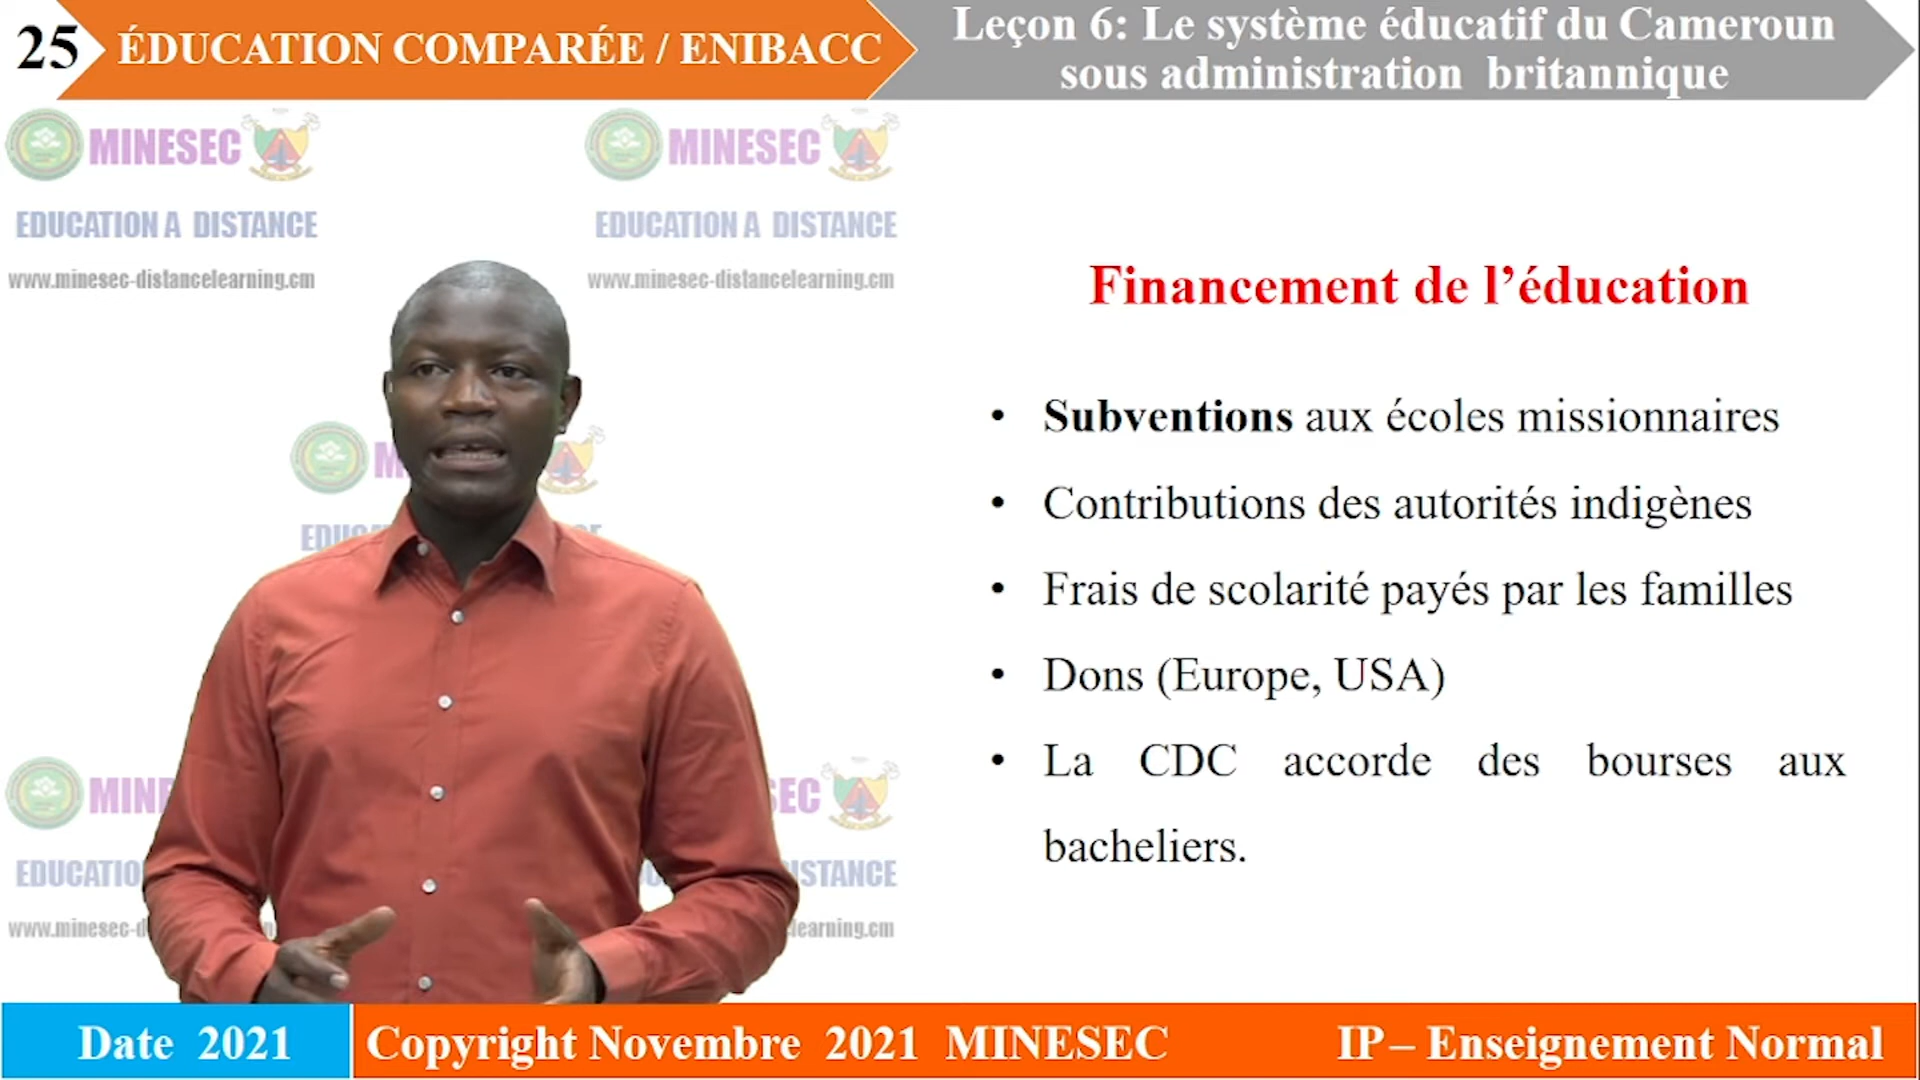 25
ÉDUCATION COMPARÉE / ENIBACC
Leçon 6: Le système éducatif du Cameroun
sous administration britannique
MINESEC
MINESEC
EDUCATION A DISTANCE
EDUCATION A DISTANCE
www.minesec-distancelearning.cm
www.minesec-distancelearning.cm
Financement de l’éducation
• Subventions aux écoles missionnaires
• Contributions des autorités indigènes
• Frais de scolarité payés par les familles
• Dons (Europe, USA)
• La CDC accorde des bourses aux
bacheliers.
Date 2021
Copyright Novembre 2021 MINESEC
IP – Enseignement Normal